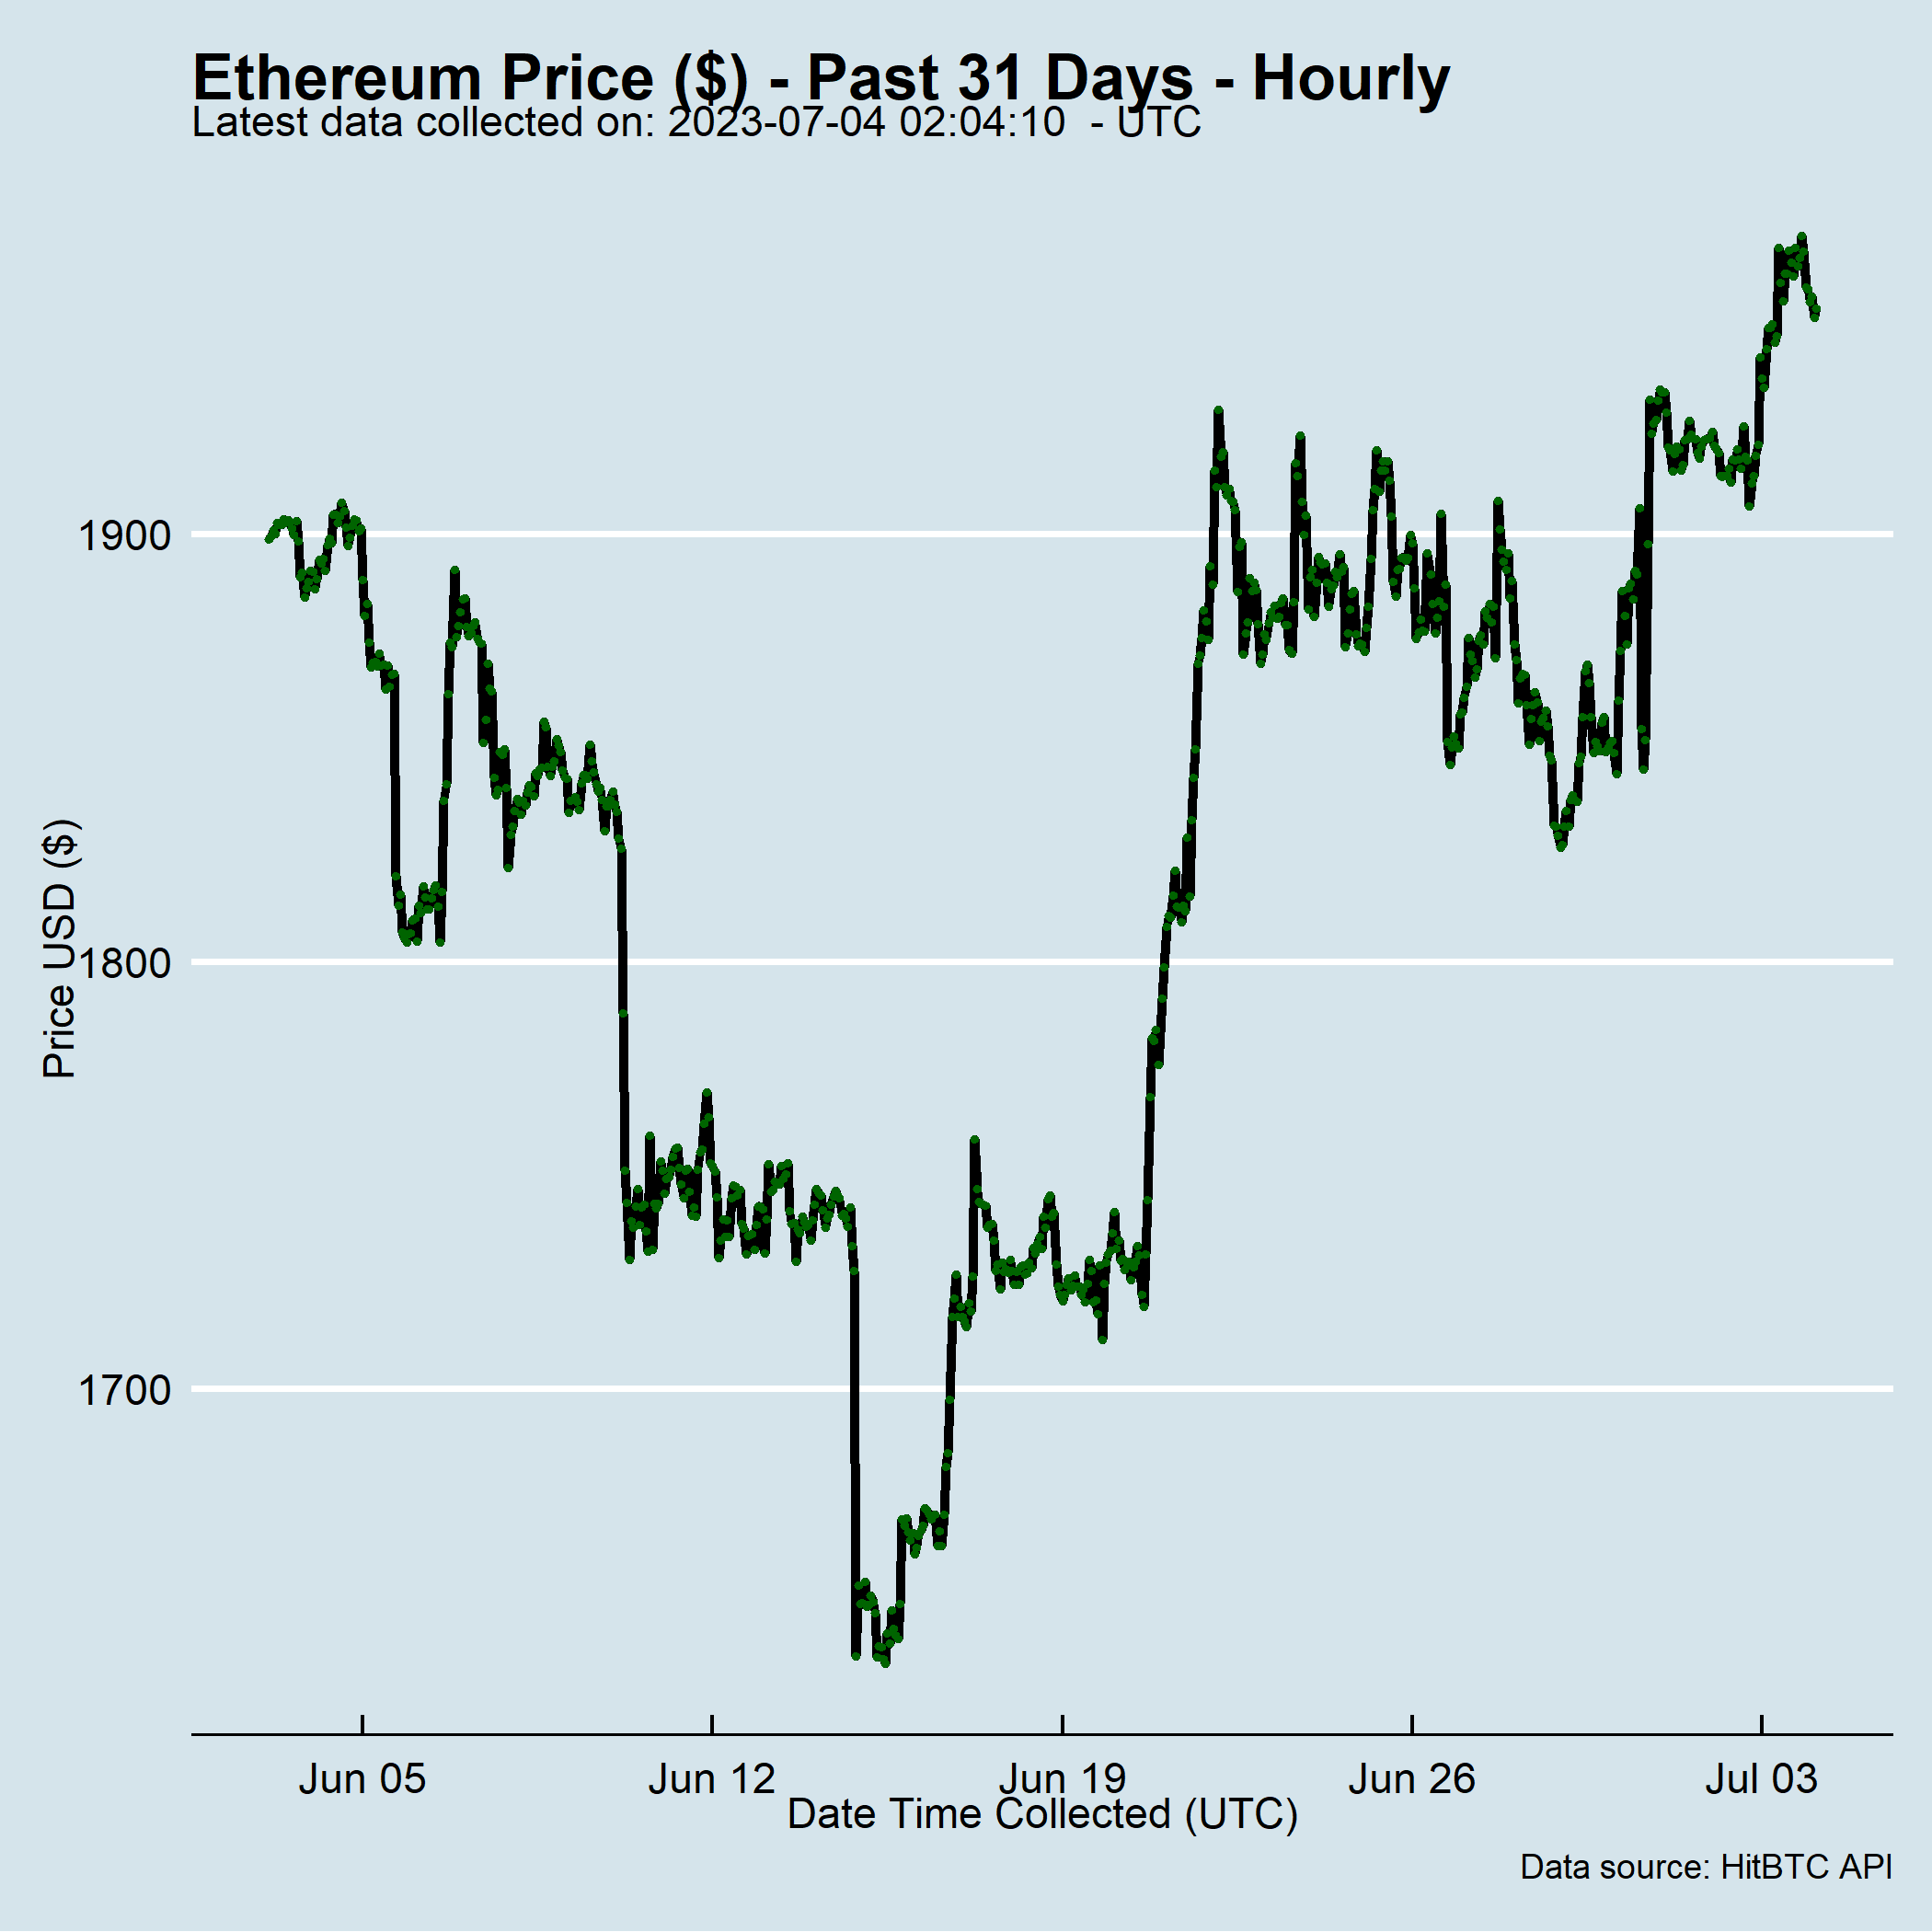 Ethereum Price ($) - Past 31 Days - Hourly
Latest data collected on: 2023-07-04 02:04:10  - UTC
Price USD ($)
1900
1800
1700
Jun 05 Jun 12 Jun 19 Jun 26 Jul 03
Date Time Collected (UTC)
Data source: HitBTC API